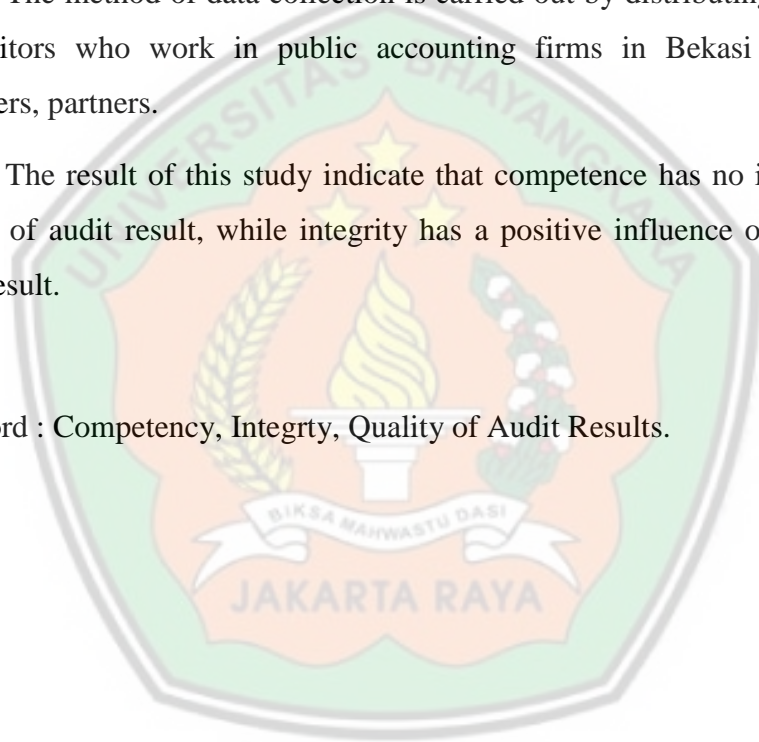 The method of data collection is carried out by distributing
itors who work in public accounting firms in Bekasi
ers, partners.
The result of this study indicate that competence has no i
of audit result, while integrity has a positive influence o
esult.
ord : Competency, Integrty, Quality of Audit Results.
UNIVERSITAS BHAYANGKARA
BIKSA MAHWASTU DASI
JAKARTA RAYA